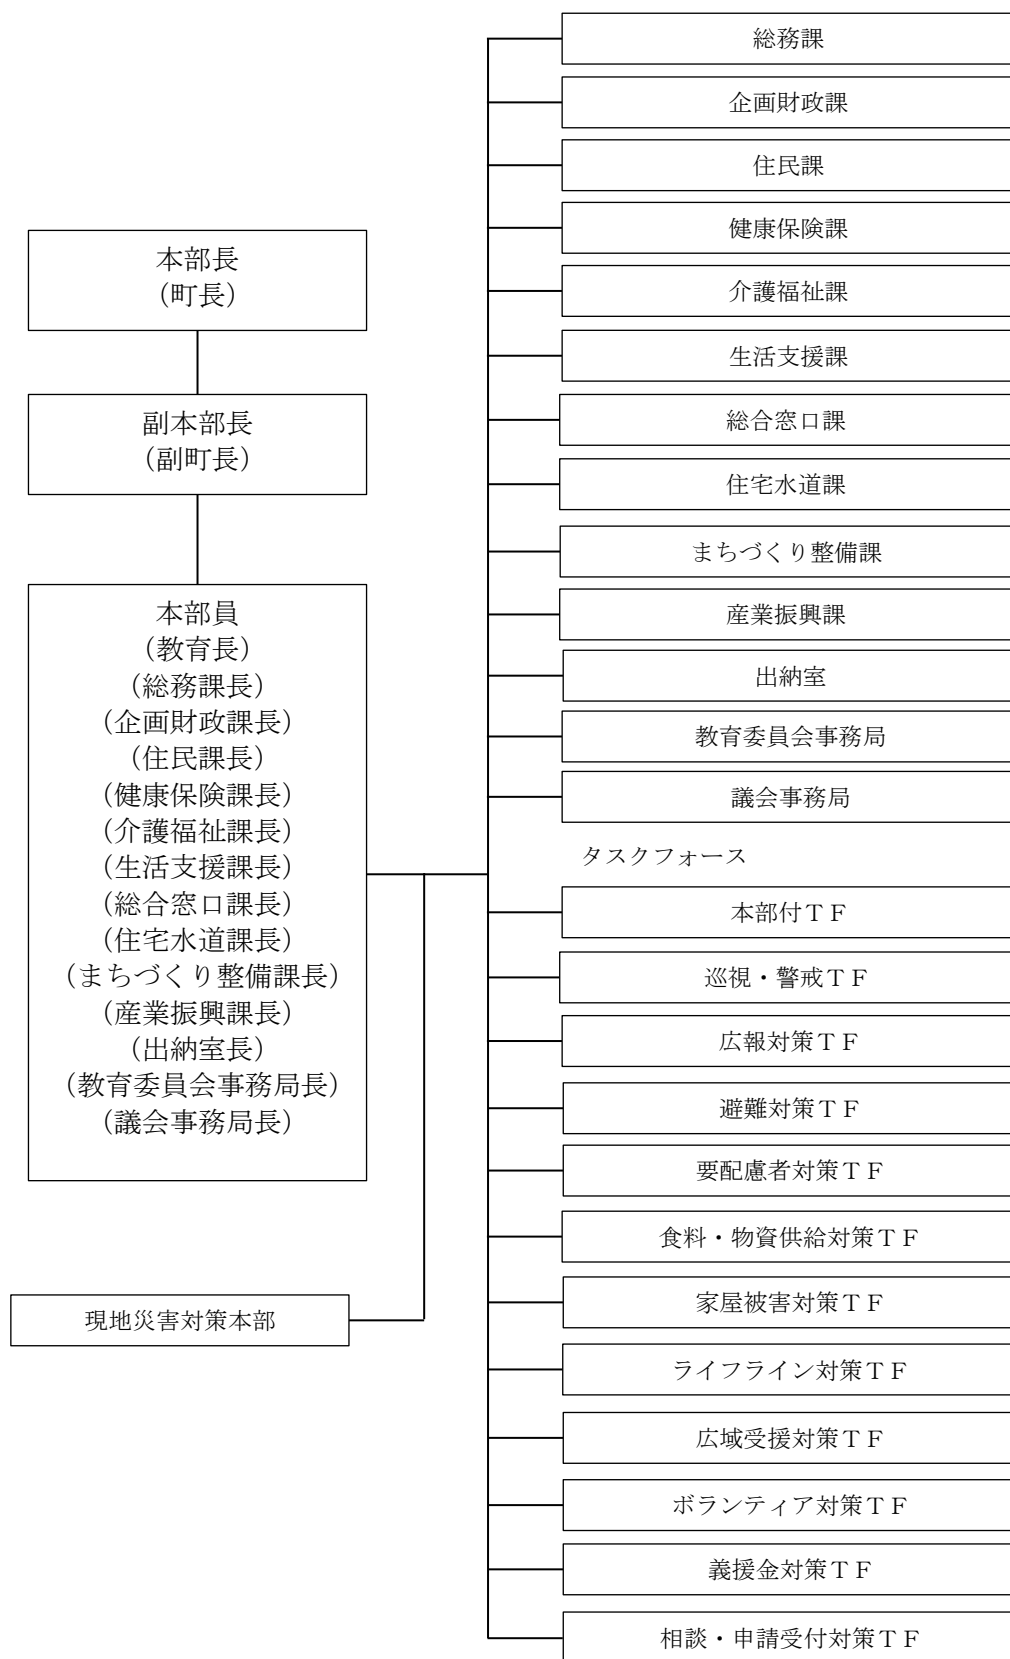 本部長
（町長）
副本部長
（副町長）
本部員
（教育長）
（総務課長）
（企画財政課長）
（住民課長）
（健康保険課長）
（介護福祉課長）
（生活支援課長）
（総合窓口課長）
（住宅水道課長）
（まちづくり整備課長）
（産業振興課長）
（出納室長）
（教育委員会事務局長）
（議会事務局長）
現地災害対策本部
総務課
企画財政課
住民課
健康保険課
介護福祉課
生活支援課
総合窓口課
住宅水道課
まちづくり整備課
産業振興課
出納室
教育委員会事務局
議会事務局
タスクフォース
本部付ＴＦ
巡視・警戒ＴＦ
広報対策ＴＦ
避難対策ＴＦ
要配慮者対策ＴＦ
食料・物資供給対策ＴＦ
家屋被害対策ＴＦ
ライフライン対策ＴＦ
広域受援対策ＴＦ
ボランティア対策ＴＦ
義援金対策ＴＦ
相談・申請受付対策ＴＦ